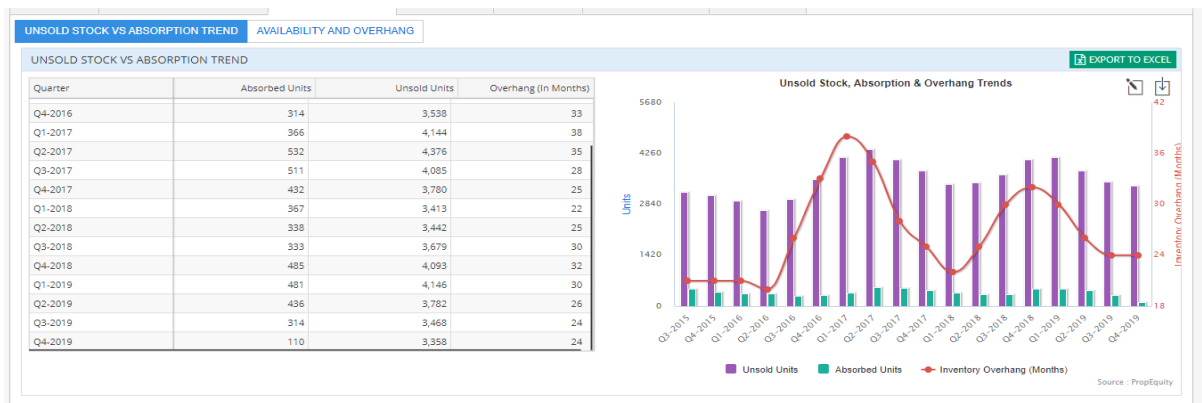 UNSOLD STOCK VS ABSORPTION TREND AVAILABILITY AND OVERHANG
UNSOLD STOCK VS ABSORPTION TREND EXPORT TO EXCEL
Quarter Absorbed Units Unsold Units Overhang (In Months)
Q4-2016 314 3,538 33
Q1-2017 366 4,144 38
Q2-2017 532 4,376 35
Q3-2017 511 4,085 28
Q4-2017 432 3,780 25
Q1-2018 367 3,413 22
Q2-2018 338 3,442 25
Q3-2018 333 3,679 30
Q4-2018 485 4,093 32
Q1-2019 481 4,146 30
Q2-2019 436 3,782 26
Q3-2019 314 3,468 24
Q4-2019 110 3,358 24
Unsold Stock, Absorption & Overhang Trends
5680 42
4260 36
2840 30
1420 24
0 18
Units
Inventory Overhang (Months)
Q3-2015 Q4-2015 Q1-2016 Q2-2016 Q3-2016 Q4-2016 Q1-2017 Q2-2017 Q3-2017 Q4-2017 Q1-2018 Q2-2018 Q3-2018 Q4-2018 Q1-2019 Q2-2019 Q3-2019 Q4-2019
Unsold Units Absorbed Units Inventory Overhang (Months)
Source : PropEquity